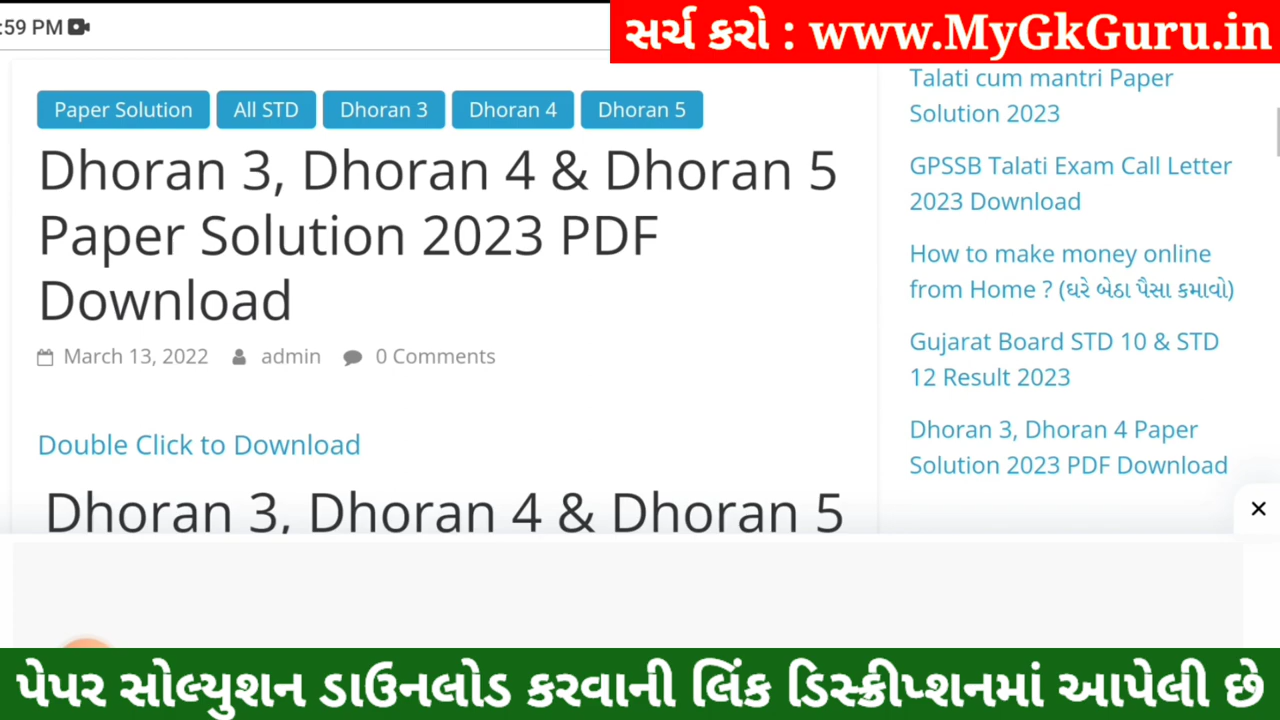 :59 PM
સર્ચ કરો : www.MyGkGuru.in
Paper Solution
All STD
Dhoran 3
Dhoran 4
Dhoran 5
Dhoran 3, Dhoran 4 & Dhoran 5
Paper Solution 2023 PDF
Download
March 13, 2022 admin 0 Comments
Double Click to Download
Dhoran 3, Dhoran 4 & Dhoran 5
Talati cum mantri Paper
Solution 2023
GPSSB Talati Exam Call Letter
2023 Download
How to make money online
from Home ? (ઘરે બેઠા પૈસા કમાવો)
Gujarat Board STD 10 & STD
12 Result 2023
Dhoran 3, Dhoran 4 Paper
Solution 2023 PDF Download
પેપર સોલ્યુશન ડાઉનલોડ કરવાની લિંક ડિસ્ક્રીપ્શનમાં આપેલી છે